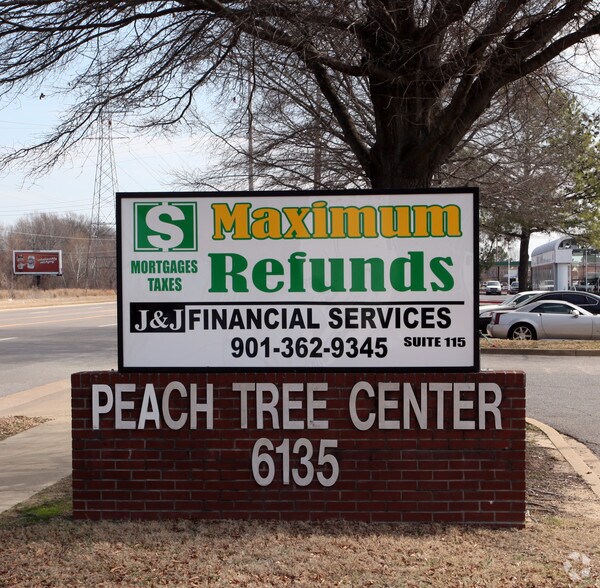 $
Maximum
MORTGAGES
TAXES
Refunds
J&J FINANCIAL SERVICES
901-362-9345 SUITE 115
PEACH TREE CENTER
6135